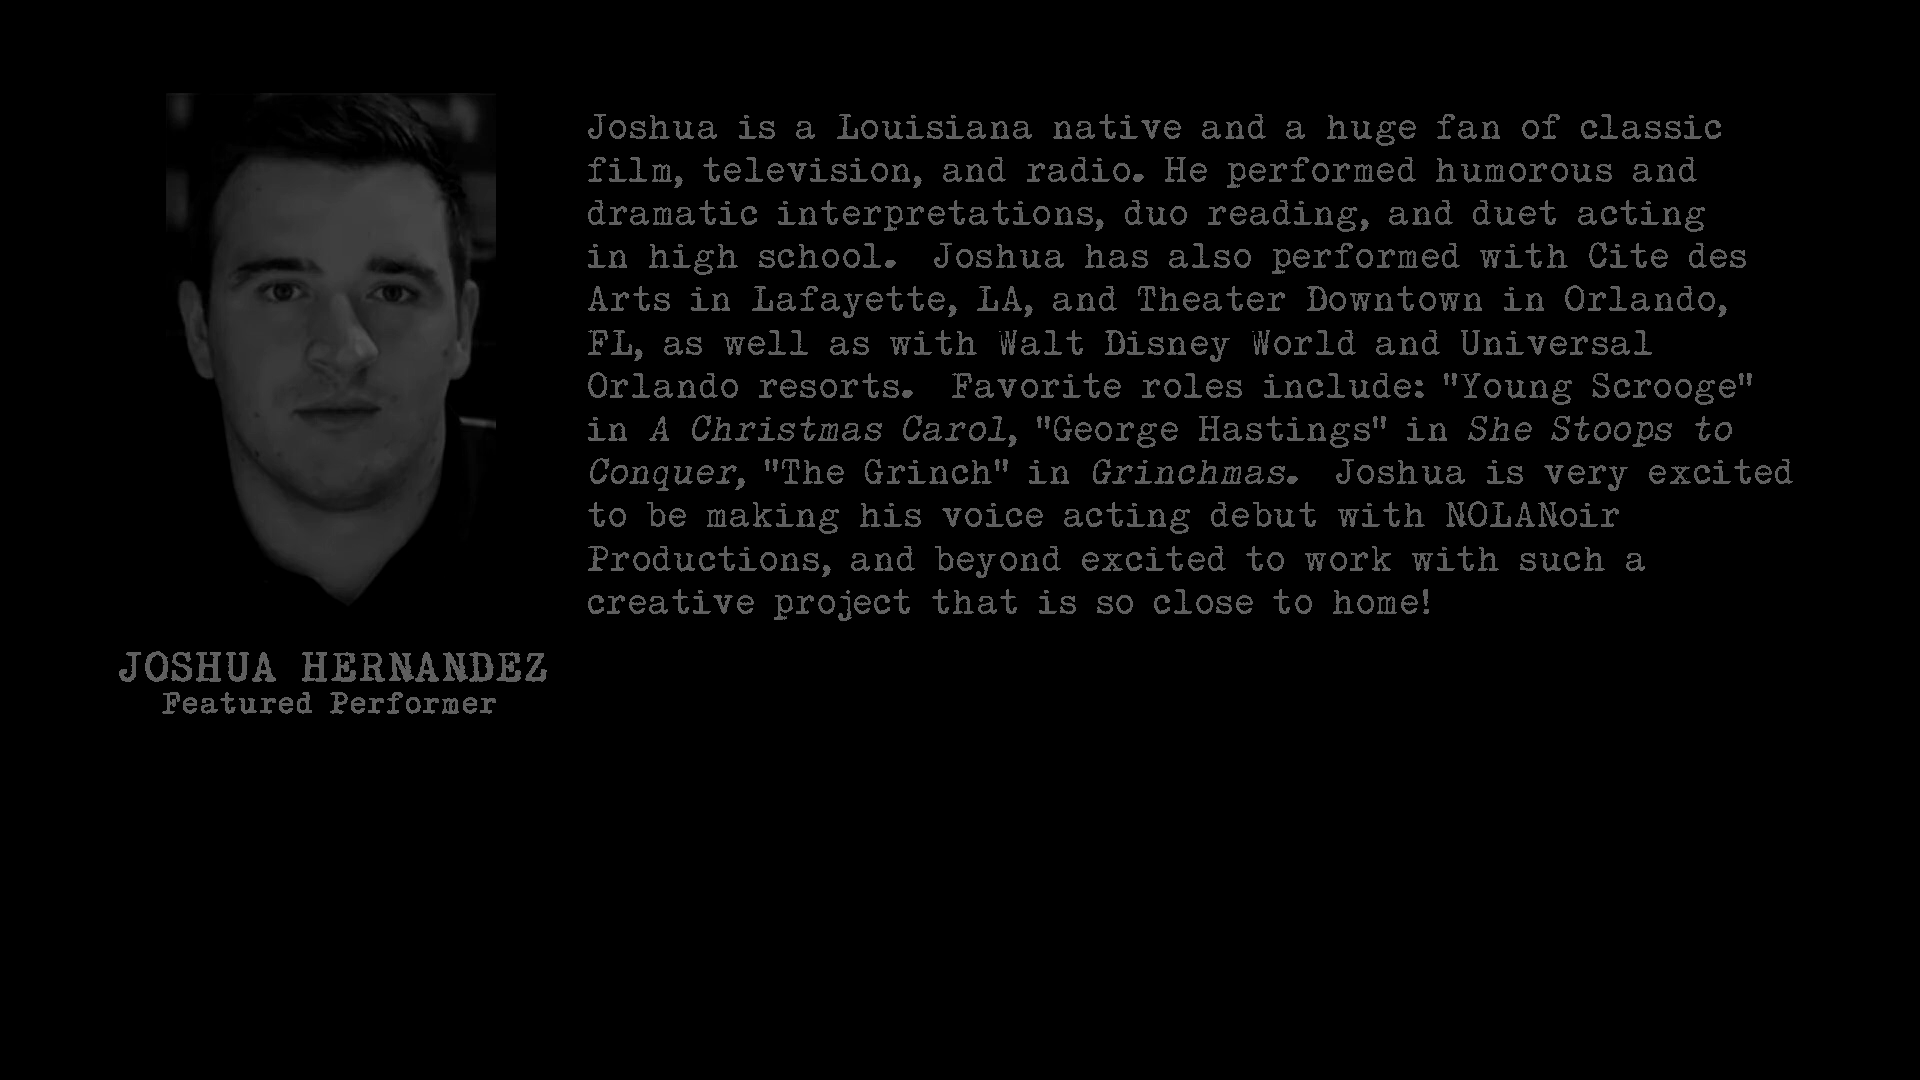 Joshua is a Louisiana native and a huge fan of classic
film, television, and radio. He performed humorous and
dramatic interpretations, duo reading, and duet acting
in high school.  Joshua has also performed with Cite des
Arts in Lafayette, LA, and Theater Downtown in Orlando,
FL, as well as with Walt Disney World and Universal
Orlando resorts.  Favorite roles include: "Young Scrooge"
in A Christmas Carol, "George Hastings" in She Stoops to
Conquer, "The Grinch" in Grinchmas.  Joshua is very excited
to be making his voice acting debut with NOLANoir
Productions, and beyond excited to work with such a
creative project that is so close to home!
JOSHUA HERNANDEZ
Featured Performer